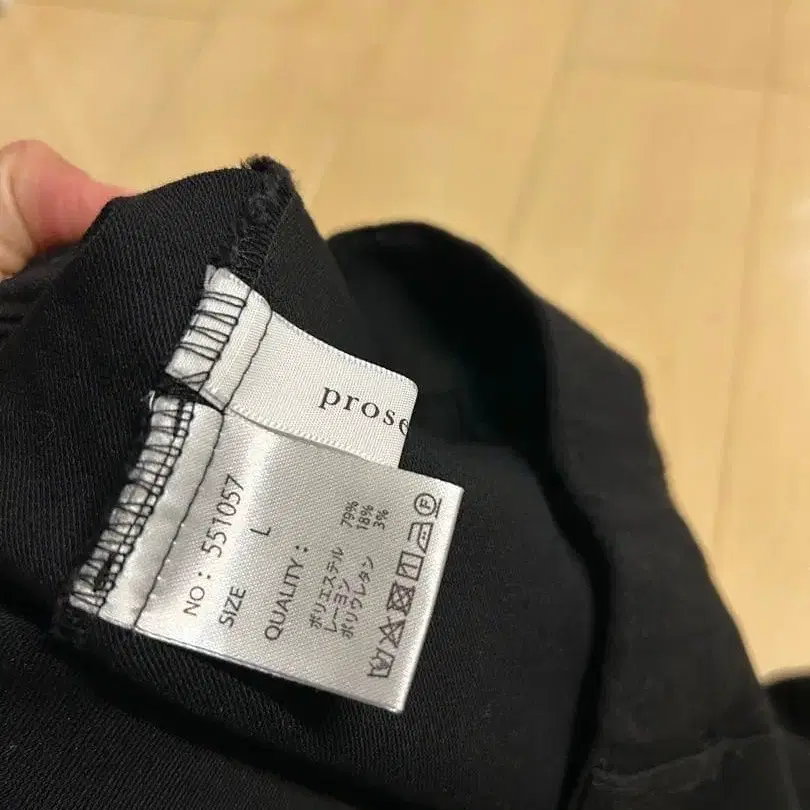 prose
NO : 551057
SIZE L
QUALITY :
ポリエステル 79%
レーヨン 18%
ポリウレタン 3%